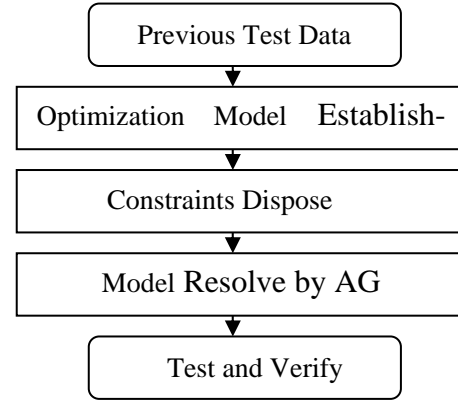 Previous Test Data
Optimization Model Establish-
Constraints Dispose
Model Resolve by AG
Test and Verify